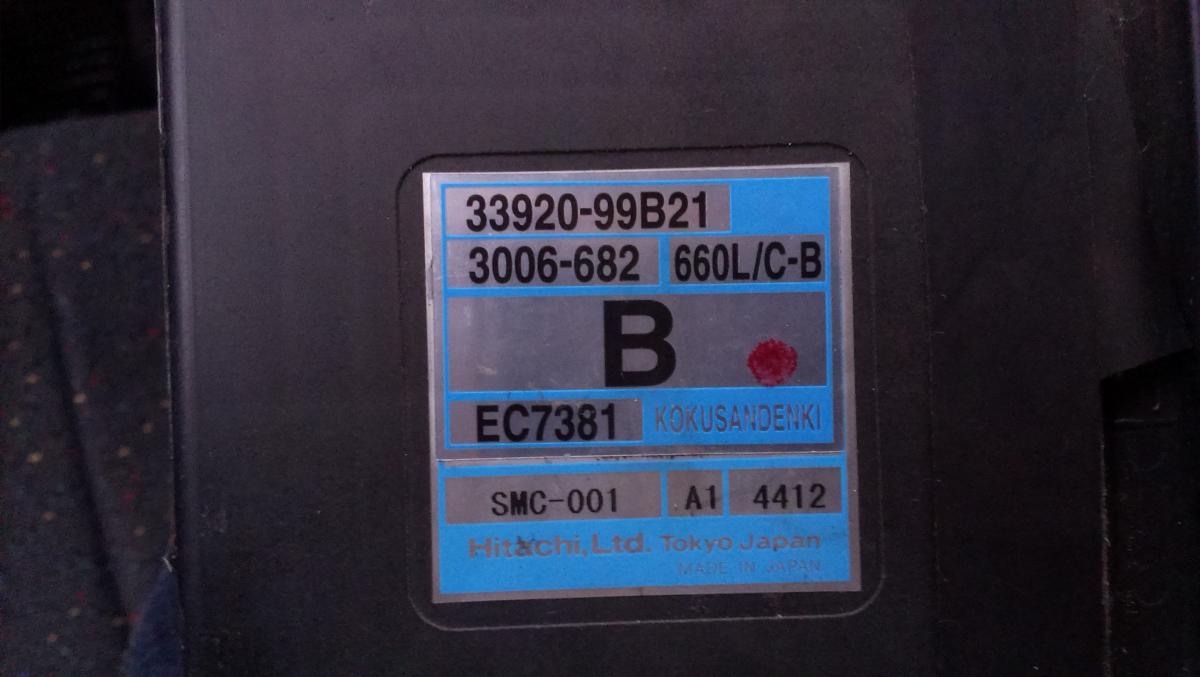 33920-99B21
3006-682 660L/C-B
B
EC7381 KOKUSANDENKI
SMC-001 A1 4412
Hitachi, Ltd. Tokyo Japan
MADE IN JAPAN